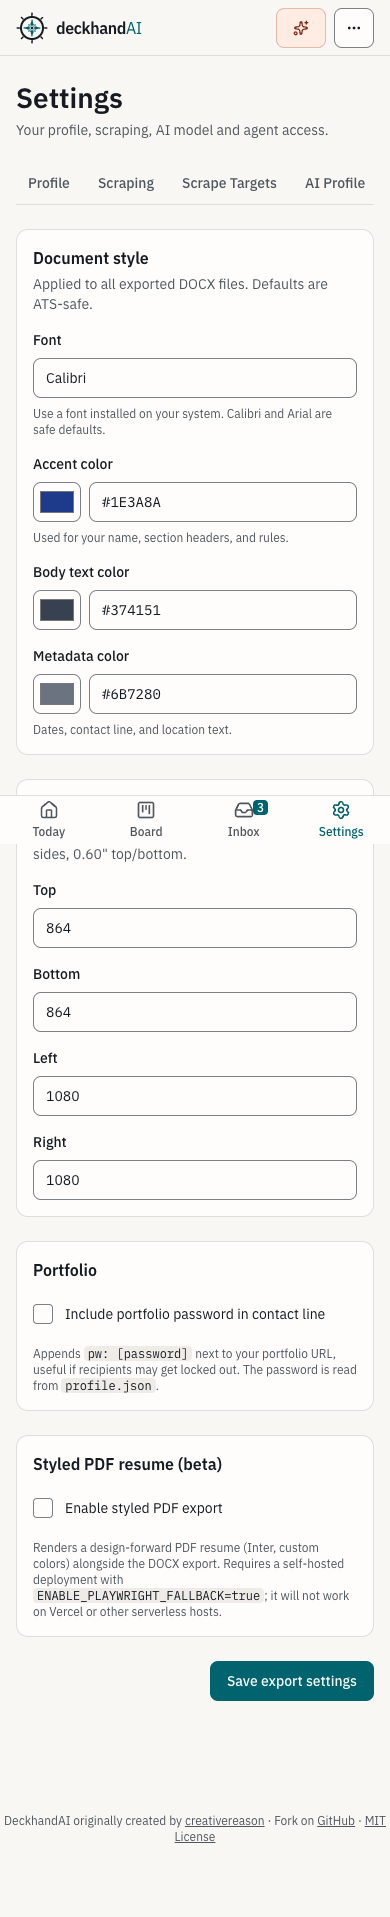 deckhandAI
Settings
Your profile, scraping, AI model and agent access.
Profile Scraping Scrape Targets AI Profile
Document style
Applied to all exported DOCX files. Defaults are
ATS-safe.
Font
Calibri
Use a font installed on your system. Calibri and Arial are
safe defaults.
Accent color
#1E3A8A
Used for your name, section headers, and rules.
Body text color
#374151
Metadata color
#6B7280
Dates, contact line, and location text.
3
Today Board Inbox Settings
sides, 0.60" top/bottom.
Top
864
Bottom
864
Left
1080
Right
1080
Portfolio
Include portfolio password in contact line
Appends pw: [password] next to your portfolio URL,
useful if recipients may get locked out. The password is read
from profile.json.
Styled PDF resume (beta)
Enable styled PDF export
Renders a design-forward PDF resume (Inter, custom
colors) alongside the DOCX export. Requires a self-hosted
deployment with
ENABLE_PLAYWRIGHT_FALLBACK=true; it will not work
on Vercel or other serverless hosts.
Save export settings
DeckhandAI originally created by creativereason · Fork on GitHub · MIT
License